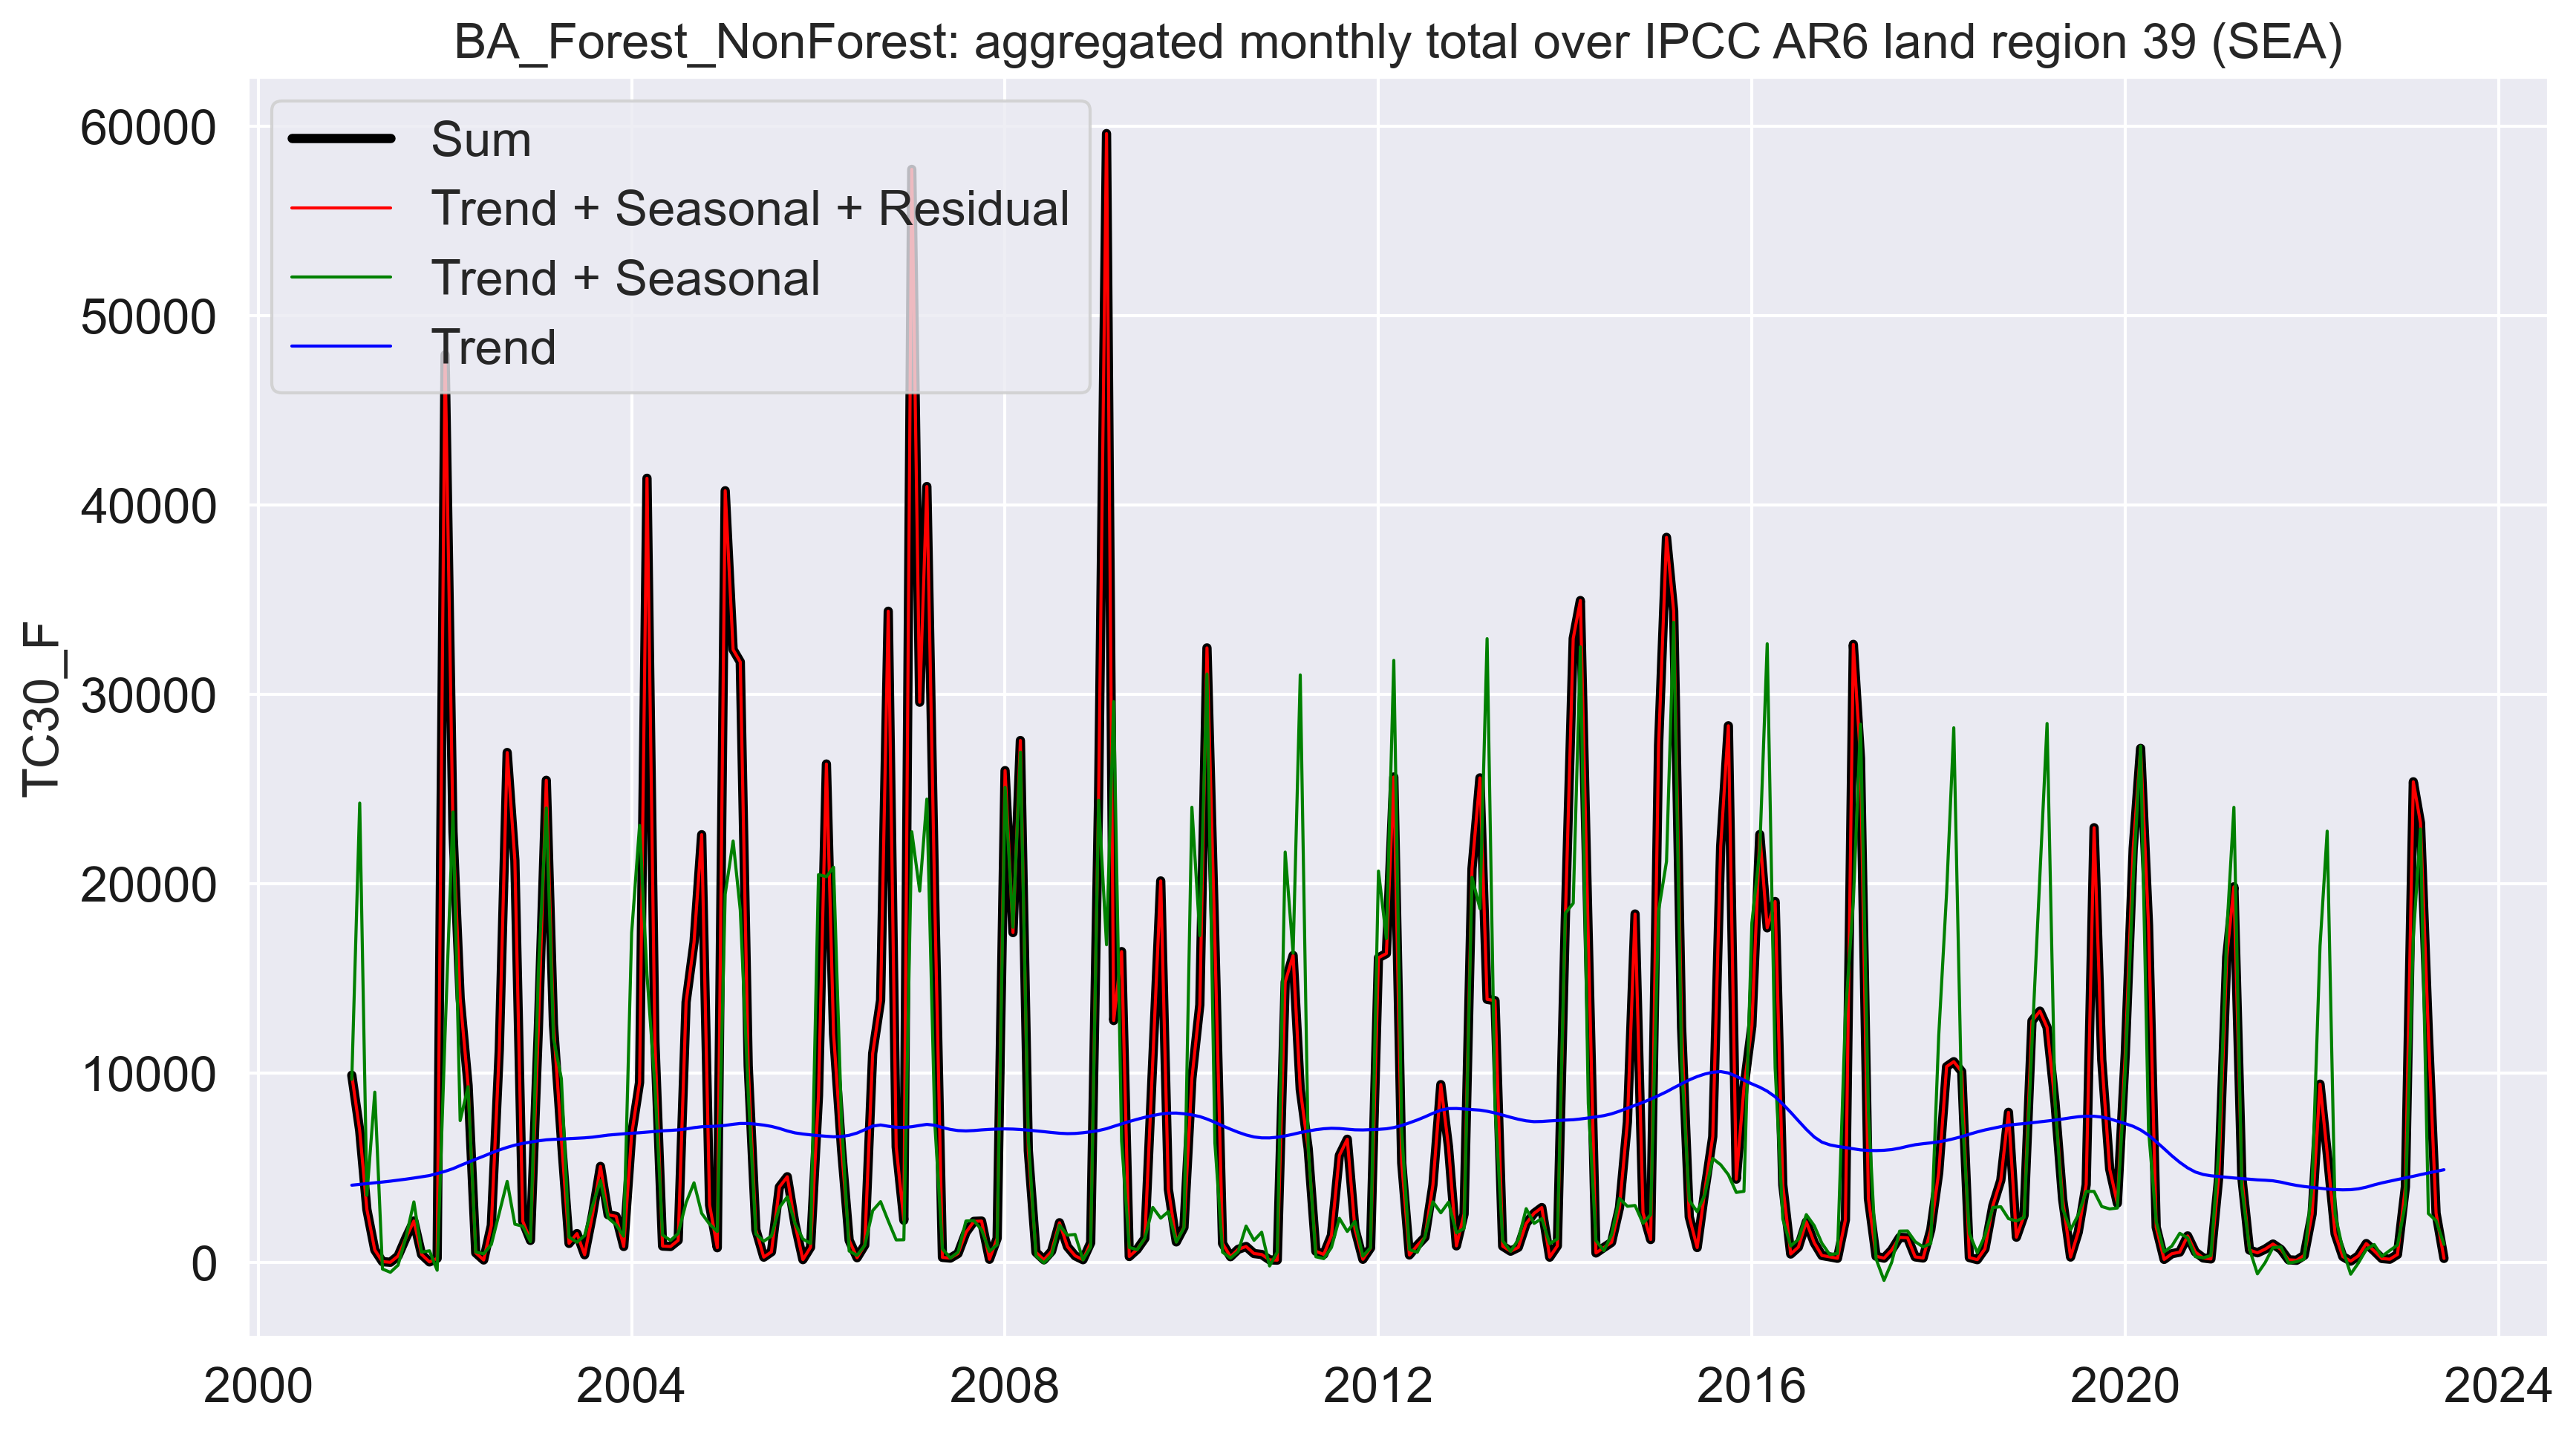 BA_Forest_NonForest: aggregated monthly total over IPCC AR6 land region 39 (SEA)
Sum
Trend + Seasonal + Residual
Trend + Seasonal
Trend
TC30_F
60000
50000
40000
30000
20000
10000
0
2000 2004 2008 2012 2016 2020 2024